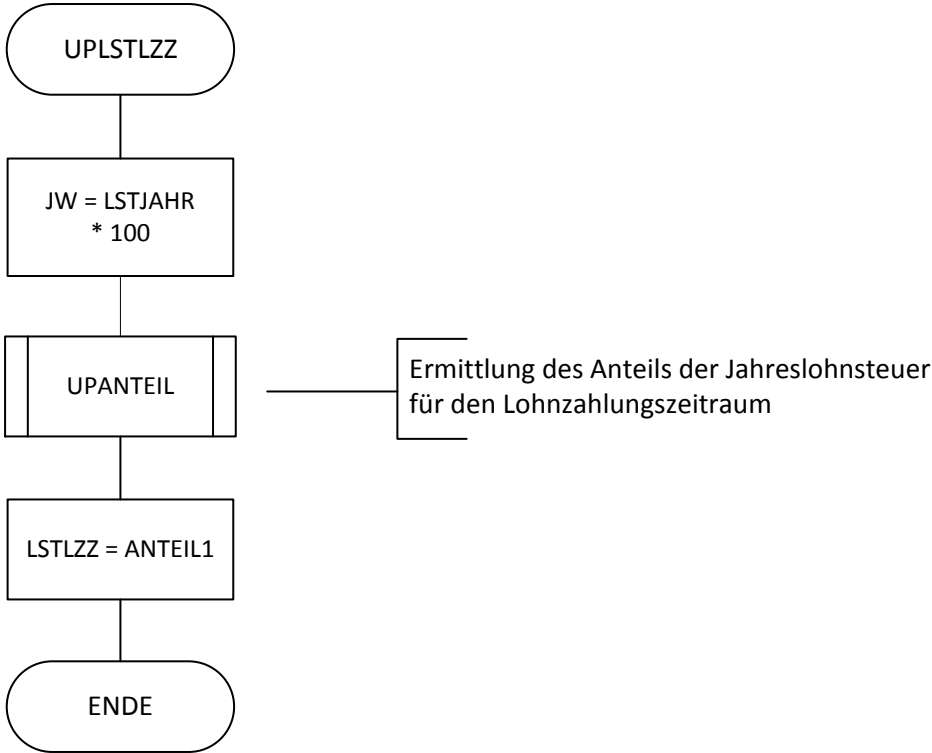 UPLSTLZZ
JW = LSTJAHR
* 100
UPANTEIL
Ermittlung des Anteils der Jahreslohnsteuer
für den Lohnzahlungszeitraum
LSTLZZ = ANTEIL1
ENDE